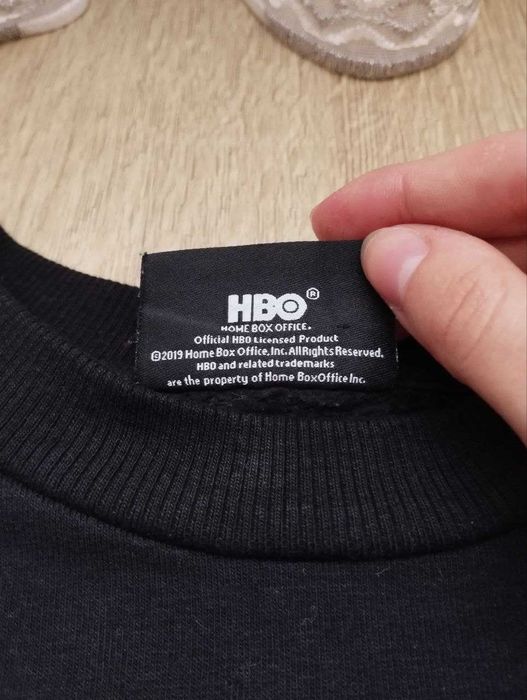 HBO®
HOME BOX OFFICE.
Official HBO Licensed Product
©2019 Home Box Office, Inc. All Rights Reserved.
HBO and related trademarks
are the property of Home BoxOffice Inc.